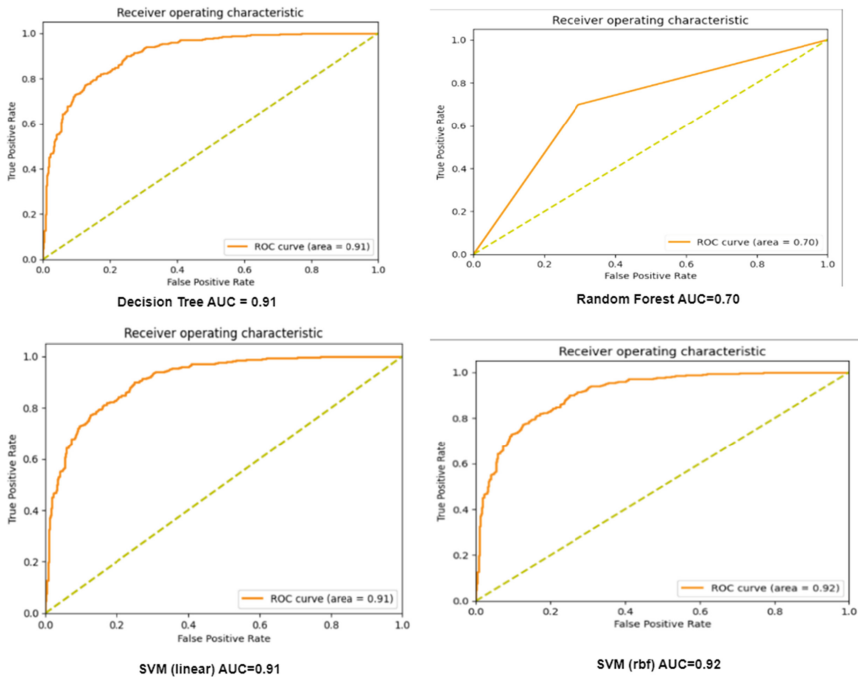 Receiver operating characteristic
True Positive Rate
1.0
0.8
0.6
0.4
0.2
0.0
ROC curve (area = 0.91)
0.0 0.2 0.4 0.6 0.8 1.0
False Positive Rate
Decision Tree AUC = 0.91
Receiver operating characteristic
True Positive Rate
1.0
0.8
0.6
0.4
0.2
0.0
ROC curve (area = 0.70)
0.0 0.2 0.4 0.6 0.8 1.0
False Positive Rate
Random Forest AUC=0.70
Receiver operating characteristic
True Positive Rate
1.0
0.8
0.6
0.4
0.2
0.0
ROC curve (area = 0.91)
0.0 0.2 0.4 0.6 0.8 1.0
False Positive Rate
SVM (linear) AUC=0.91
Receiver operating characteristic
True Positive Rate
1.0
0.8
0.6
0.4
0.2
0.0
ROC curve (area = 0.92)
0.0 0.2 0.4 0.6 0.8 1.0
False Positive Rate
SVM (rbf) AUC=0.92